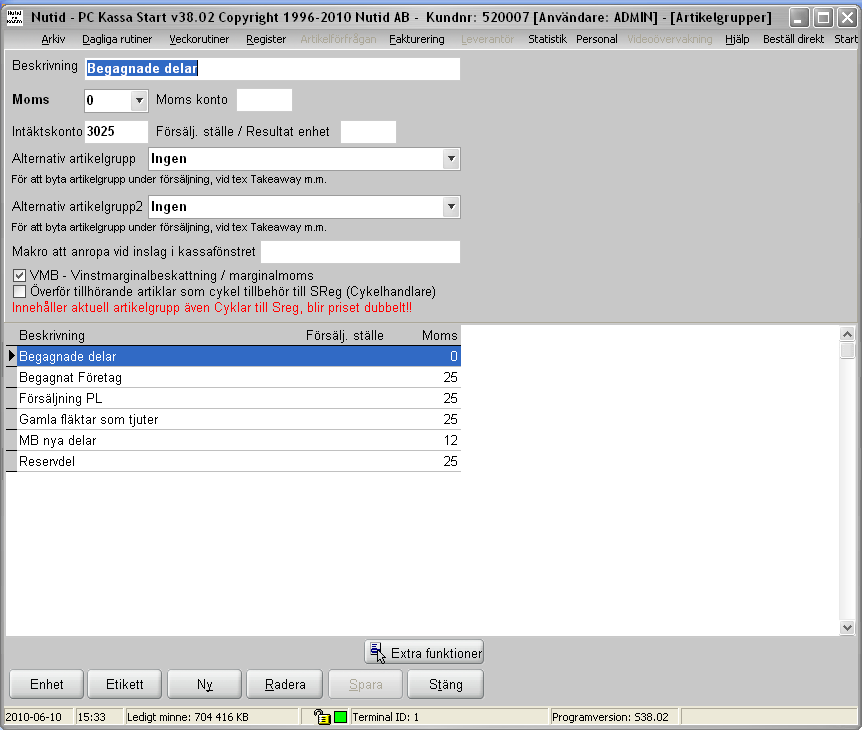 Nutid - PC Kassa Start v38.02 Copyright 1996-2010 Nutid AB - Kundnr: 520007 [Användare: ADMIN] - [Artikelgrupper]
Arkiv Dagliga rutiner Veckorutiner Register Artikelförfrågan Fakturering Leverantör Statistik Personal Videoövervakning Hjälp Beställ direkt Start
Beskrivning Begagnade delar
Moms 0 Moms konto
Intäktskonto 3025 Försälj. ställe / Resultat enhet
Alternativ artikelgrupp Ingen
För att byta artikelgrupp under försäljning, vid tex Takeaway m.m.
Alternativ artikelgrupp2 Ingen
För att byta artikelgrupp under försäljning, vid tex Takeaway m.m.
Makro att anropa vid inslag i kassafönstret
VMB - Vinstmarginalbeskattning / marginalmoms
Överför tillhörande artiklar som cykel tillbehör till SReg (Cykelhandlare)
Innehåller aktuell artikelgrupp även Cyklar till Sreg, blir priset dubbelt!!
Beskrivning Försälj. ställe Moms
Begagnade delar 0
Begagnat Företag 25
Försäljning PL 25
Gamla fläktar som tjuter 25
MB nya delar 12
Reservdel 25
Extra funktioner
Enhet Etikett Ny Radera Spara Stäng
2010-06-10 15:33 Ledigt minne: 704 416 KB Terminal ID: 1 Programversion: S38.02